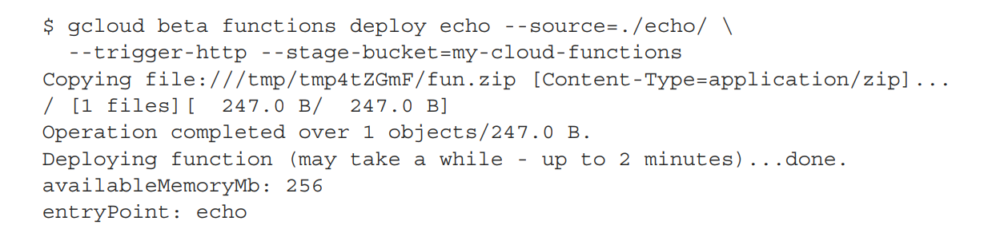 $ gcloud beta functions deploy echo --source=./echo/ \
--trigger-http --stage-bucket=my-cloud-functions
Copying file:///tmp/tmp4tZGmF/fun.zip [Content-Type=application/zip]...
/ [1 files][  247.0 B/  247.0 B]
Operation completed over 1 objects/247.0 B.
Deploying function (may take a while - up to 2 minutes)...done.
availableMemoryMb: 256
entryPoint: echo